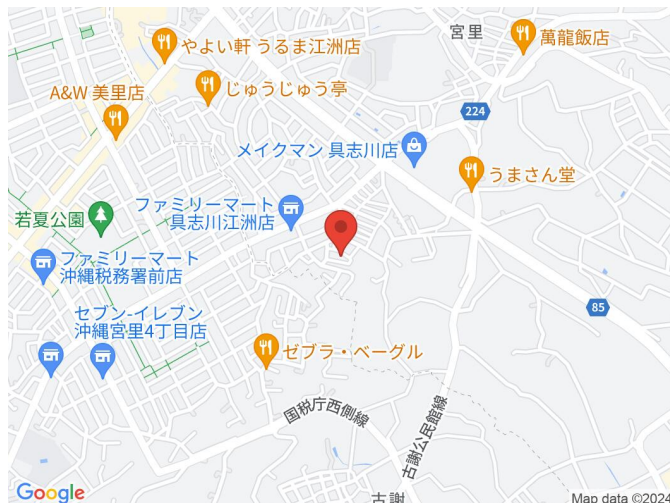 宮里
萬龍飯店
やよい軒 うるま江洲店
A&W 美里店
じゅうじゅう亭
224
メイクマン 具志川店
うまさん堂
ファミリーマート
具志川江洲店
若夏公園
ファミリーマート
沖縄税務署前店
セブン-イレブン
沖縄宮里4丁目店
85
ゼブラ・ベーグル
国税庁西側線
古謝公民館線
古謝
Google
Map data ©2024